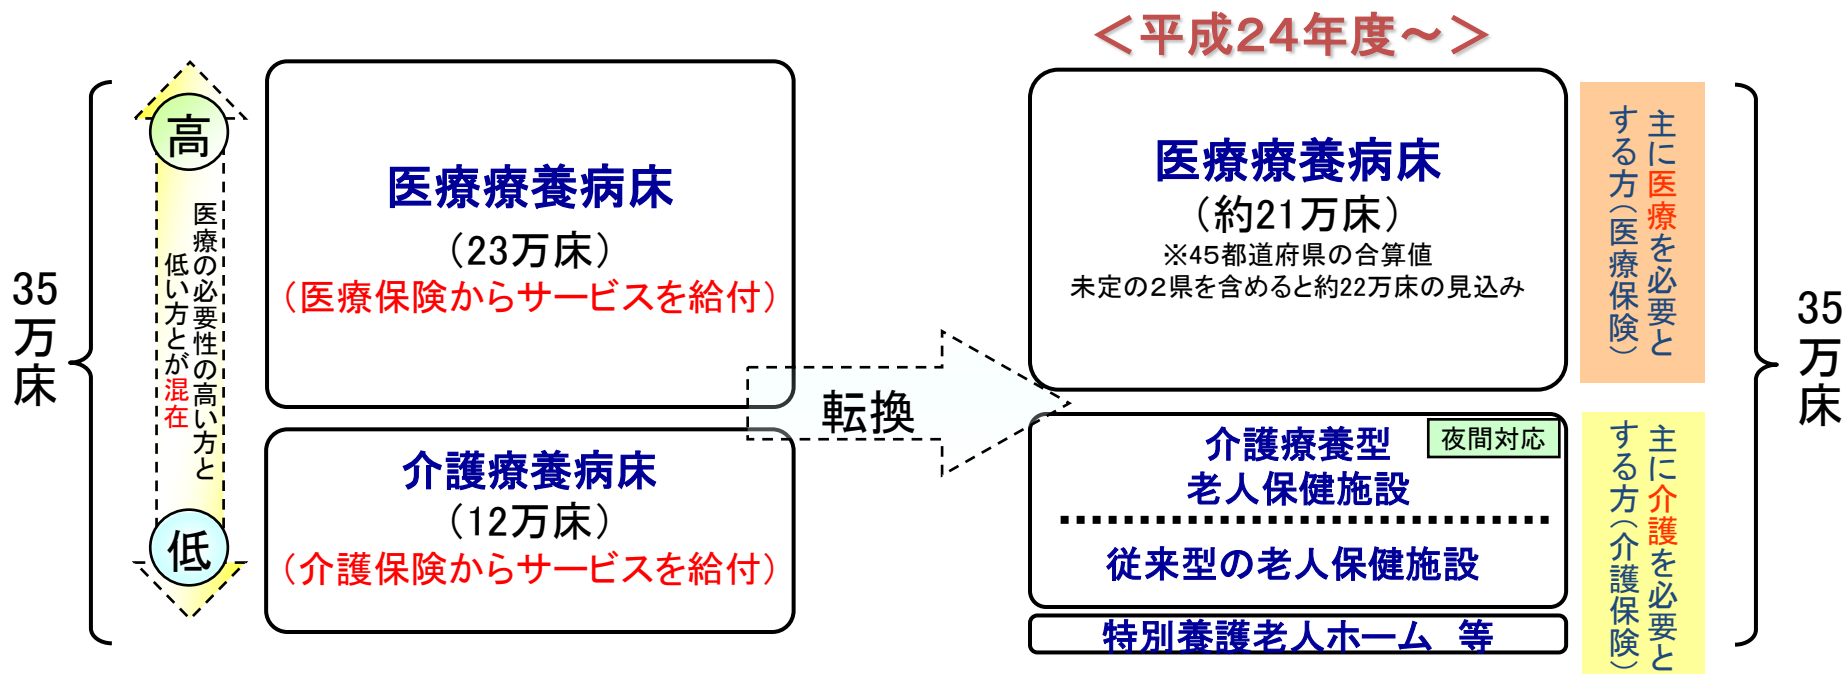 ＜平成２４年度～＞
35
万
床
高
医療の必要性の高い方と
低い方とが混在
低
医療療養病床
（23万床）
（医療保険からサービスを給付）
介護療養病床
（12万床）
（介護保険からサービスを給付）
転換
医療療養病床
（約21万床）
※45都道府県の合算値
未定の２県を含めると約22万床の見込み
介護療養型
老人保健施設
夜間対応
従来型の老人保健施設
特別養護老人ホーム　等
主に医療を必要と
する方（医療保険）
主に介護を必要と
する方（介護保険）
35
万
床